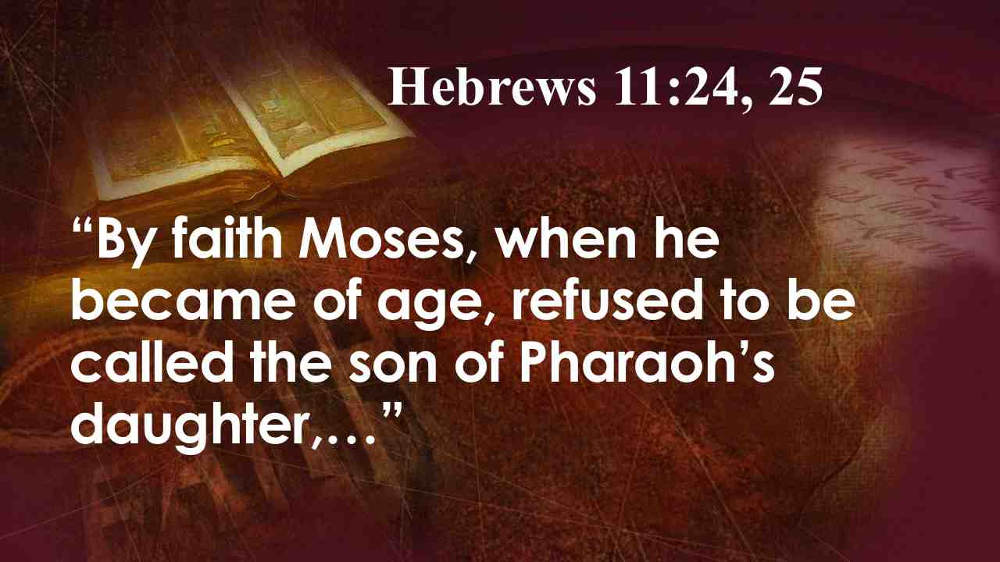 Hebrews 11:24, 25
“By faith Moses, when he
became of age, refused to be
called the son of Pharaoh’s
daughter,…”